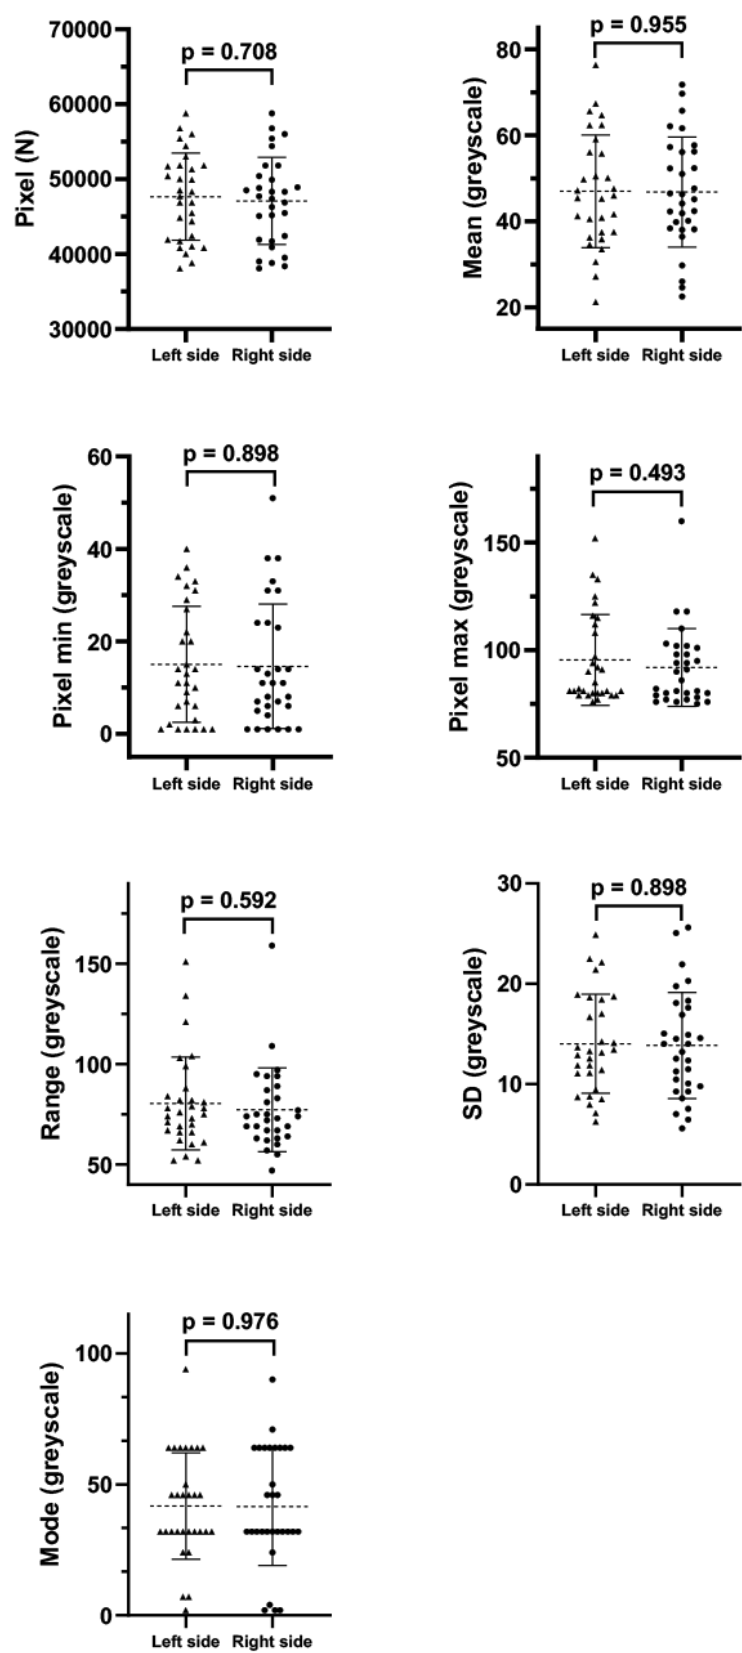 p = 0.708
Pixel (N)
70000
60000
50000
40000
30000
Left side Right side
p = 0.955
Mean (greyscale)
80
60
40
20
Left side Right side
p = 0.898
Pixel min (greyscale)
60
40
20
0
Left side Right side
p = 0.493
Pixel max (greyscale)
150
100
50
Left side Right side
p = 0.592
Range (greyscale)
150
100
50
Left side Right side
p = 0.898
SD (greyscale)
30
20
10
0
Left side Right side
p = 0.976
Mode (greyscale)
100
50
0
Left side Right side